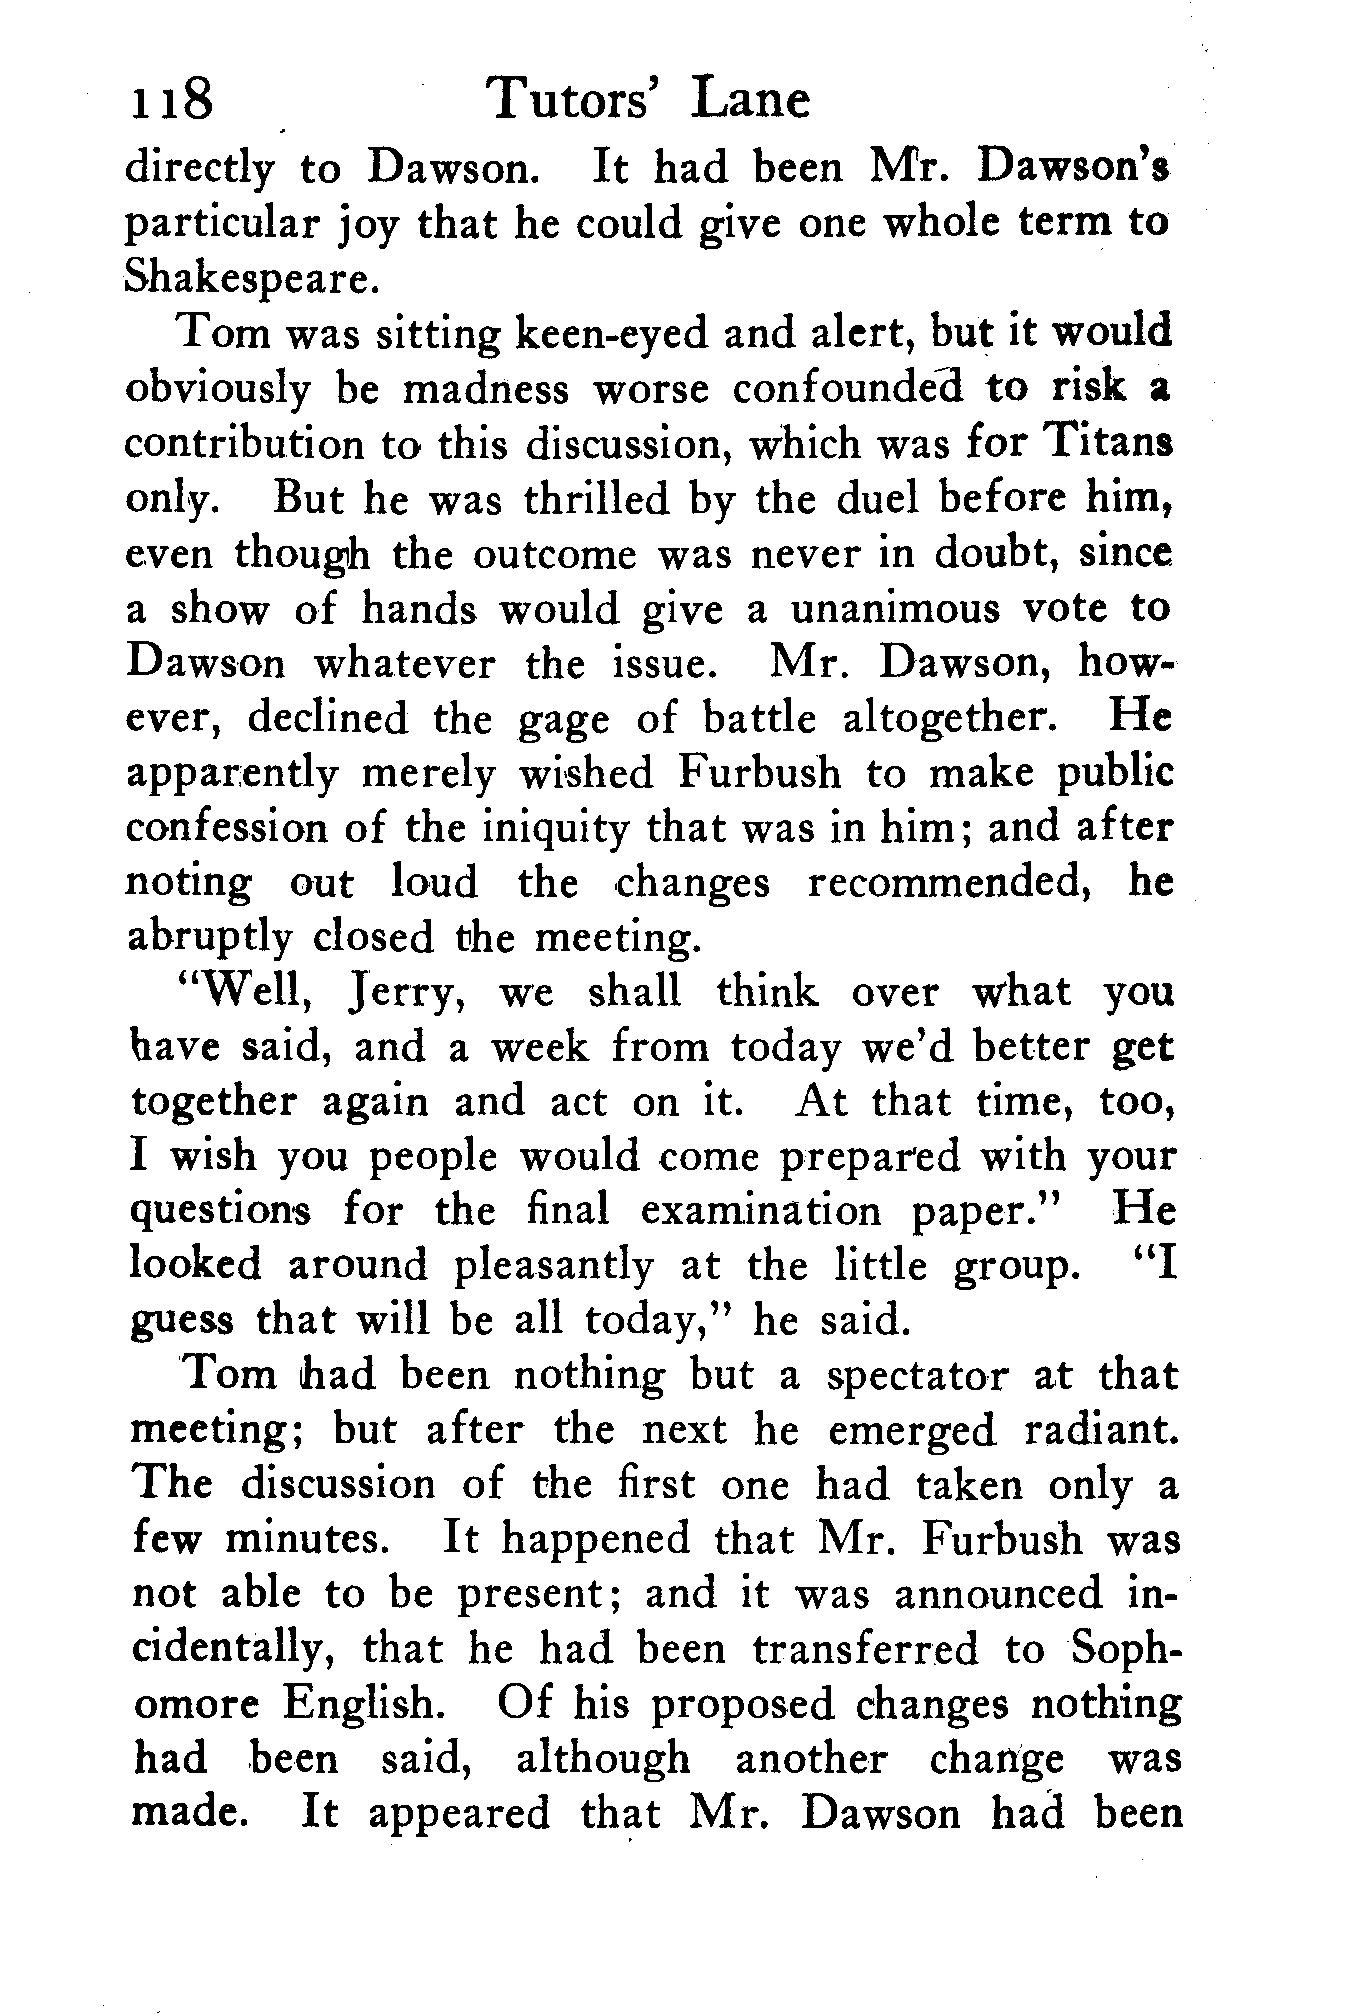 118 Tutors' Lane
directly to Dawson. It had been Mr. Dawson's
particular joy that he could give one whole term to
Shakespeare.
Tom was sitting keen-eyed and alert, but it would
obviously be madness worse confounded to risk a
contribution to this discussion, which was for Titans
only. But he was thrilled by the duel before him,
even though the outcome was never in doubt, since
a show of hands would give a unanimous vote to
Dawson whatever the issue. Mr. Dawson, how-
ever, declined the gage of battle altogether. He
apparently merely wished Furbush to make public
confession of the iniquity that was in him; and after
noting out loud the changes recommended, he
abruptly closed the meeting.
"Well, Jerry, we shall think over what you
have said, and a week from today we'd better get
together again and act on it. At that time, too,
I wish you people would come prepared with your
questions for the final examination paper." He
looked around pleasantly at the little group. "I
guess that will be all today," he said.
Tom had been nothing but a spectator at that
meeting; but after the next he emerged radiant.
The discussion of the first one had taken only a
few minutes. It happened that Mr. Furbush was
not able to be present; and it was announced in-
cidentally, that he had been transferred to Soph-
omore English. Of his proposed changes nothing
had been said, although another change was
made. It appeared that Mr. Dawson had been